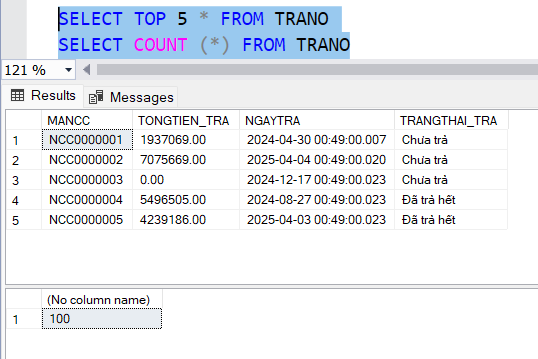 SELECT TOP 5 * FROM TRANO
SELECT COUNT (*) FROM TRANO
121 %
Results Messages
MANCC TONGTIEN_TRA NGAYTRA TRANGTHAI_TRA
1 NCC0000001 1937069.00 2024-04-30 00:49:00.007 Chưa trả
2 NCC0000002 7075669.00 2025-04-04 00:49:00.020 Chưa trả
3 NCC0000003 0.00 2024-12-17 00:49:00.023 Chưa trả
4 NCC0000004 5496505.00 2024-08-27 00:49:00.023 Đã trả hết
5 NCC0000005 4239186.00 2025-04-03 00:49:00.023 Đã trả hết
(No column name)
1 100